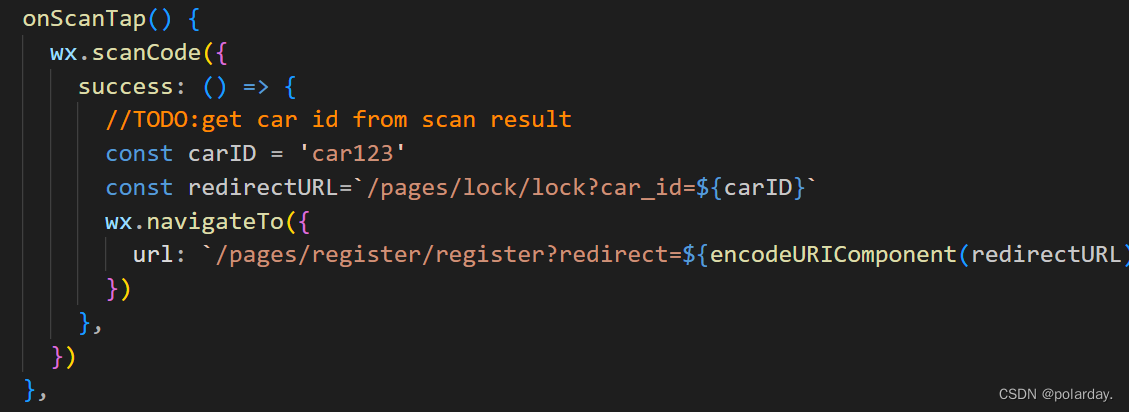 onScanTap() {
  wx.scanCode({
    success: () => {
      //TODO:get car id from scan result
      const carID = 'car123'
      const redirectURL=`/pages/lock/lock?car_id=${carID}`
      wx.navigateTo({
        url: `/pages/register/register?redirect=${encodeURIComponent(redirectURL)
      })
    },
  })
},
CSDN @polarday.